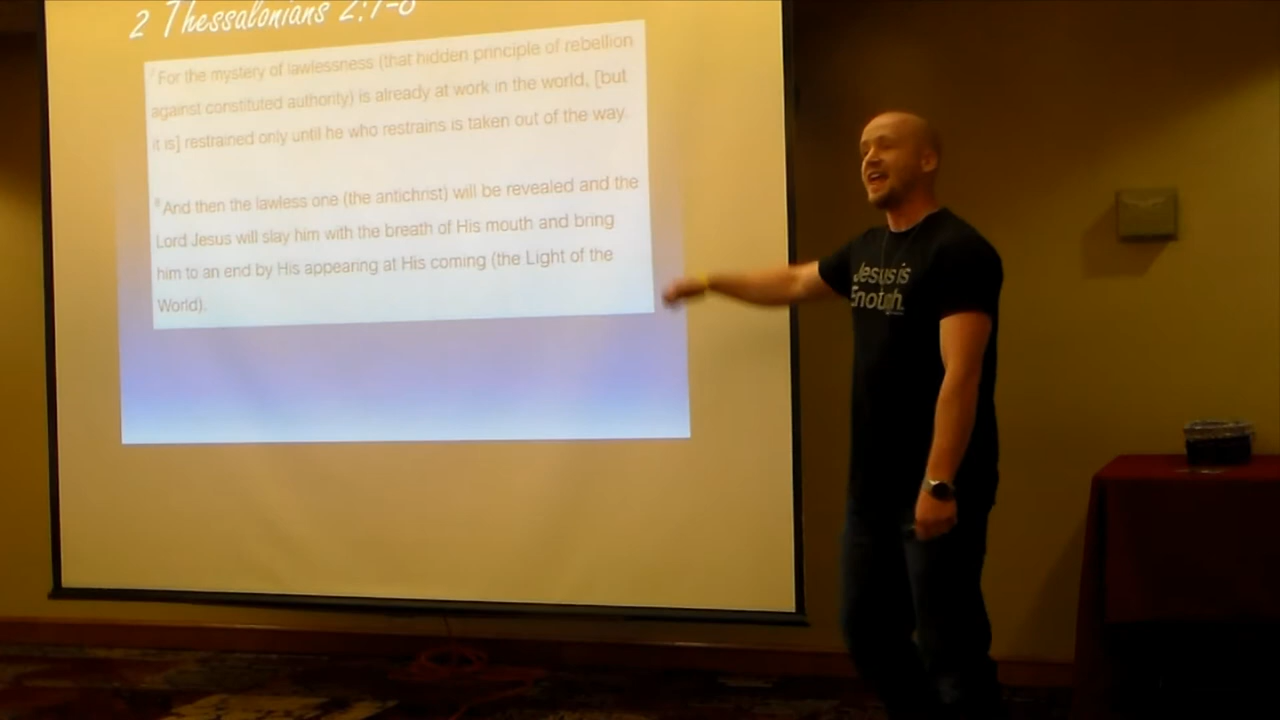 2 Thessalonians 2:7-8
7 For the mystery of lawlessness (that hidden principle of rebellion
against constituted authority) is already at work in the world, [but
it is] restrained only until he who restrains is taken out of the way.
8 And then the lawless one (the antichrist) will be revealed and the
Lord Jesus will slay him with the breath of His mouth and bring
him to an end by His appearing at His coming (the Light of the
World).
Jesus is
Enough.